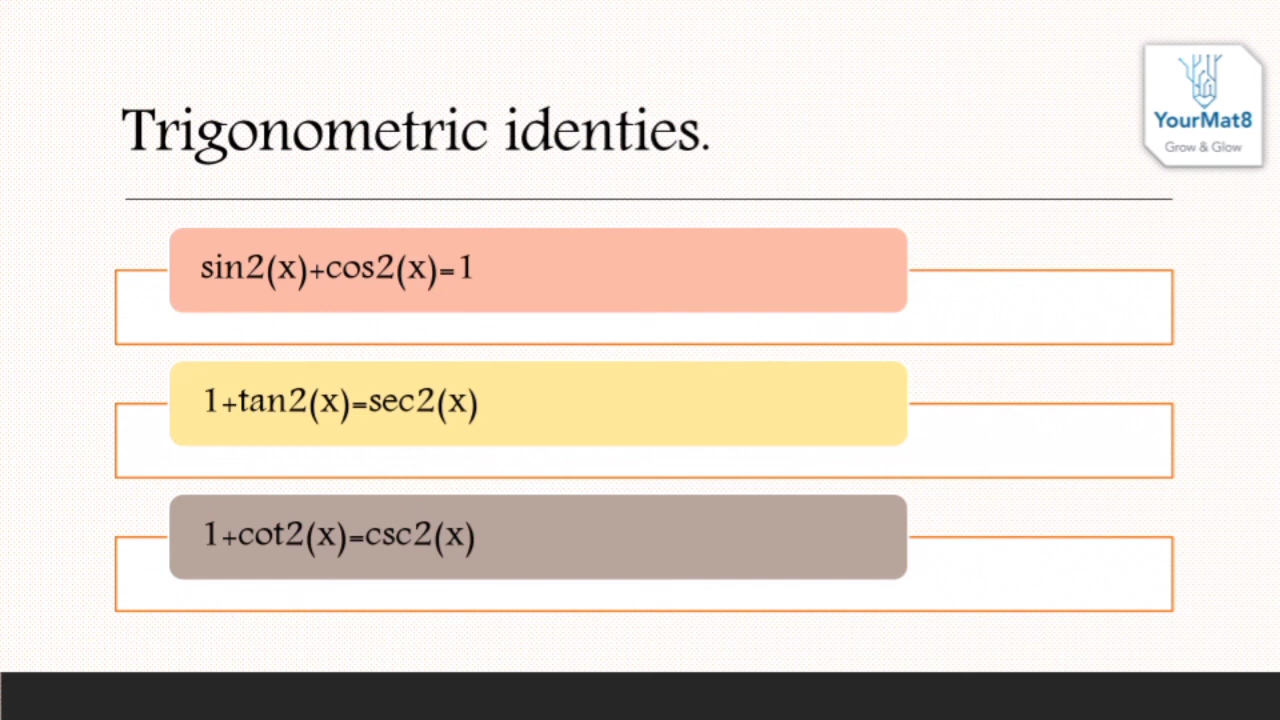 YourMat8
Grow & Glow
Trigonometric identies.
sin2(x)+cos2(x)=1
1+tan2(x)=sec2(x)
1+cot2(x)=csc2(x)